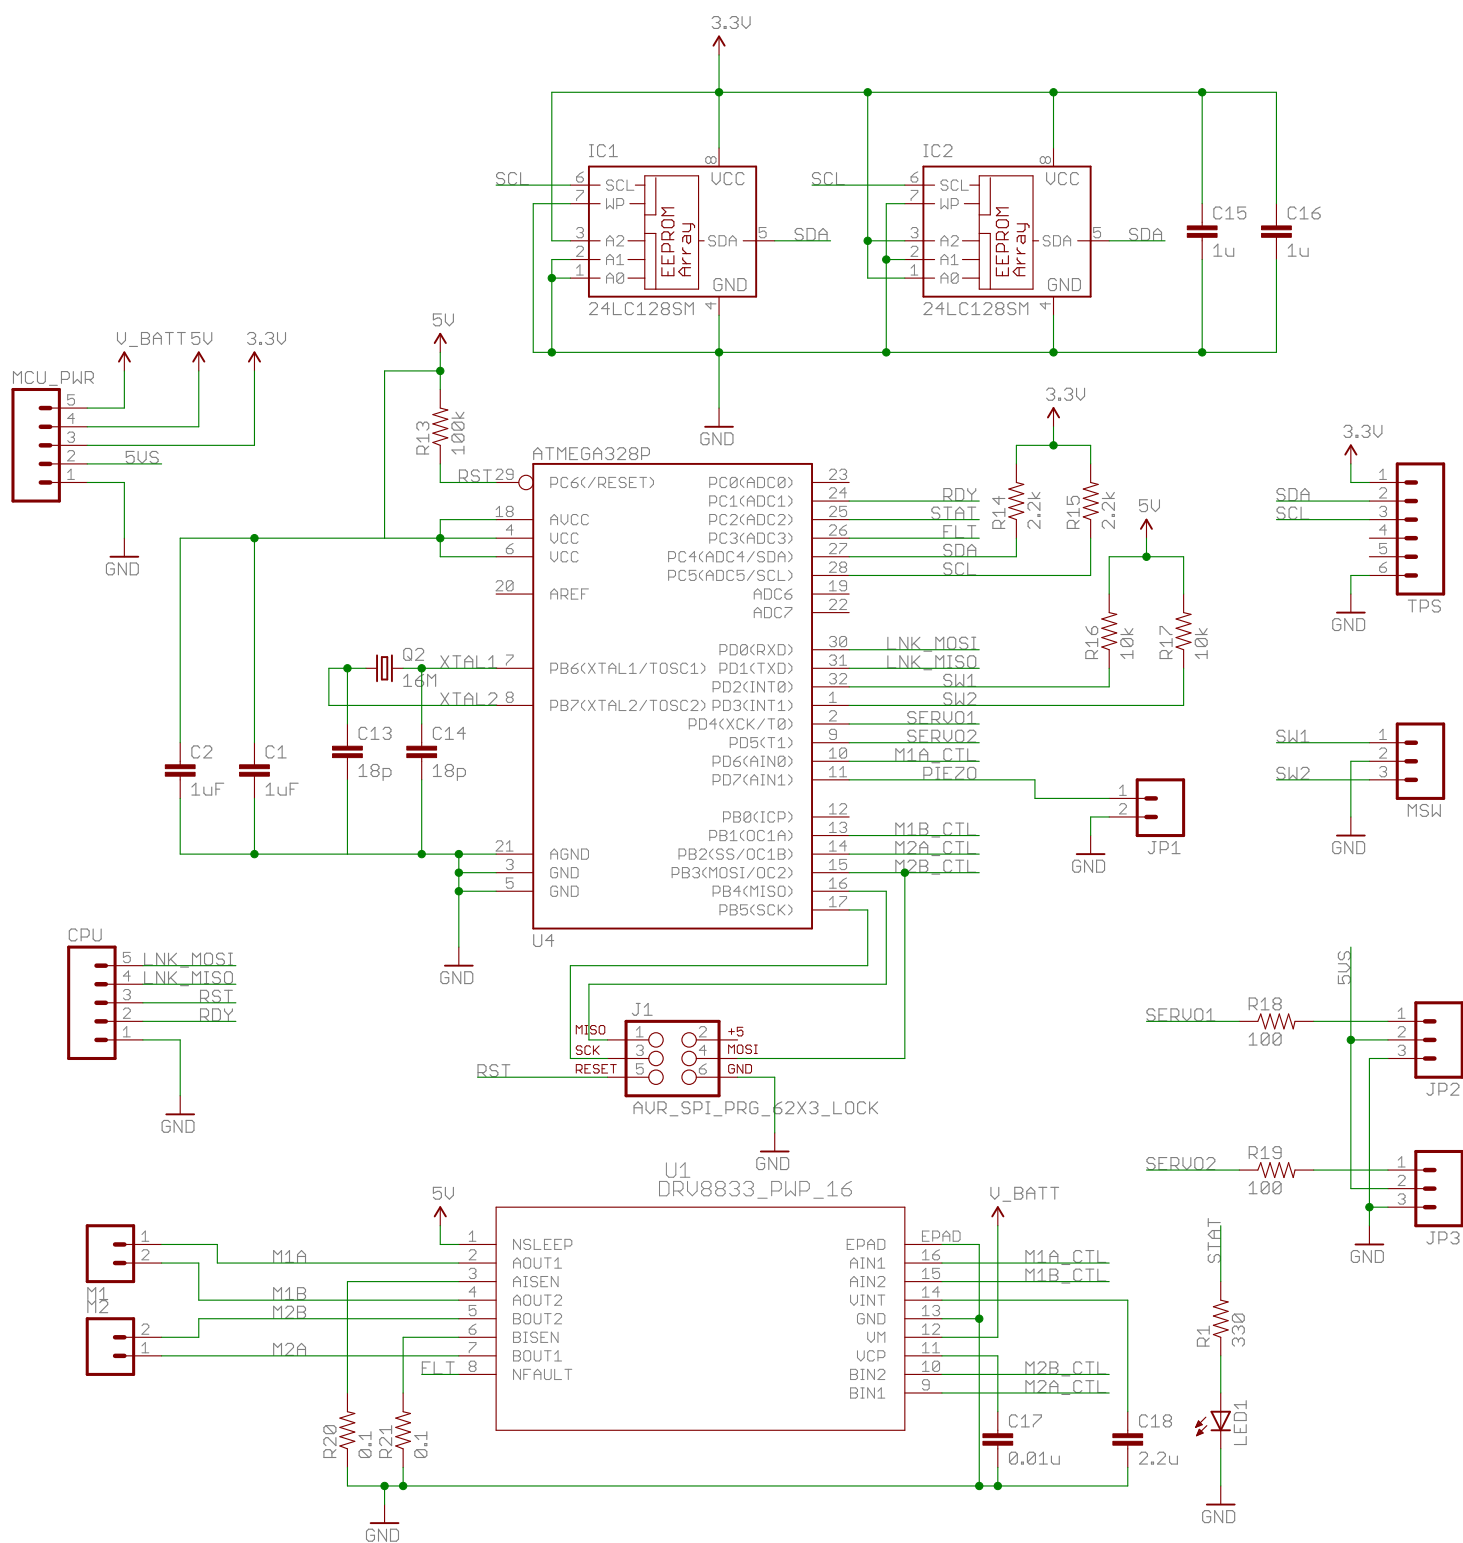 3.3V
IC1
8
VCC
SCL
6
SCL
7
WP
3
A2
2
A1
1
A0
EEPROM
Array
SDA
5
SDA
GND
4
24LC128SM
IC2
8
VCC
SCL
6
SCL
7
WP
3
A2
2
A1
1
A0
EEPROM
Array
SDA
5
SDA
GND
4
24LC128SM
C15
1u
C16
1u
GND
V_BATT
5V
3.3V
MCU_PWR
5
4
3
2
5VS
1
GND
5V
R13
100k
ATMEGA328P
RST
29
PC6(/RESET)
18
AVCC
4
VCC
6
VCC
20
AREF
XTAL1
7
PB6(XTAL1/TOSC1)
XTAL2
8
PB7(XTAL2/TOSC2)
21
AGND
3
GND
5
GND
U4
PC0(ADC0)
23
PC1(ADC1)
24
RDY
PC2(ADC2)
25
STAT
PC3(ADC3)
26
FLT
PC4(ADC4/SDA)
27
SDA
PC5(ADC5/SCL)
28
SCL
ADC6
19
ADC7
22
PD0(RXD)
30
LNK_MOSI
PD1(TXD)
31
LNK_MISO
PD2(INT0)
32
SW1
PD3(INT1)
1
SW2
PD4(XCK/T0)
2
SERVO1
PD5(T1)
9
SERVO2
PD6(AIN0)
10
M1A_CTL
PD7(AIN1)
11
PIEZO
PB0(ICP)
12
PB1(OC1A)
13
M1B_CTL
PB2(SS/OC1B)
14
M2A_CTL
PB3(MOSI/OC2)
15
M2B_CTL
PB4(MISO)
16
PB5(SCK)
17
Q2
16M
C13
18p
C14
18p
C2
1uF
C1
1uF
GND
3.3V
R14
2.2k
R15
2.2k
5V
R16
10k
R17
10k
3.3V
1
SDA
2
SCL
3
4
5
6
TPS
GND
SW1
1
2
SW2
3
MSW
GND
1
2
JP1
GND
CPU
5
LNK_MOSI
4
LNK_MISO
3
RST
2
RDY
1
GND
J1
MISO
1
2
+5
SCK
3
4
MOSI
RST
RESET
5
6
GND
AVR_SPI_PRG_62X3_LOCK
GND
5VS
SERVO1
R18
100
1
2
3
JP2
SERVO2
R19
100
1
2
3
JP3
GND
U1
DRV8833_PWP_16
5V
V_BATT
1
NSLEEP
2
AOUT1
M1A
3
AISEN
4
AOUT2
M1B
5
BOUT2
M2B
6
BISEN
7
BOUT1
M2A
FLT
8
NFAULT
EPAD
EPAD
AIN1
16
M1A_CTL
AIN2
15
M1B_CTL
VINT
14
GND
13
VM
12
VCP
11
BIN2
10
M2B_CTL
BIN1
9
M2A_CTL
1
2
M1
M2
2
1
R20
0.1
R21
0.1
GND
C17
0.01u
C18
2.2u
STAT
R1
330
LED1
GND